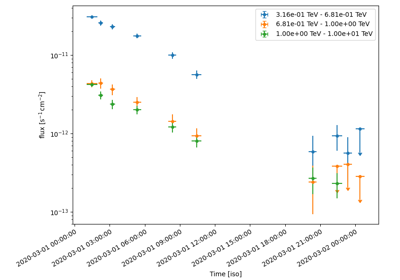 3.16e-01 TeV - 6.81e-01 TeV
6.81e-01 TeV - 1.00e+00 TeV
1.00e+00 TeV - 1.00e+01 TeV
10⁻¹¹
10⁻¹²
10⁻¹³
flux [s⁻¹ cm⁻²]
2020-03-01 00:00:00
2020-03-01 03:00:00
2020-03-01 06:00:00
2020-03-01 09:00:00
2020-03-01 12:00:00
2020-03-01 15:00:00
2020-03-01 18:00:00
2020-03-01 21:00:00
2020-03-02 00:00:00
Time [iso]